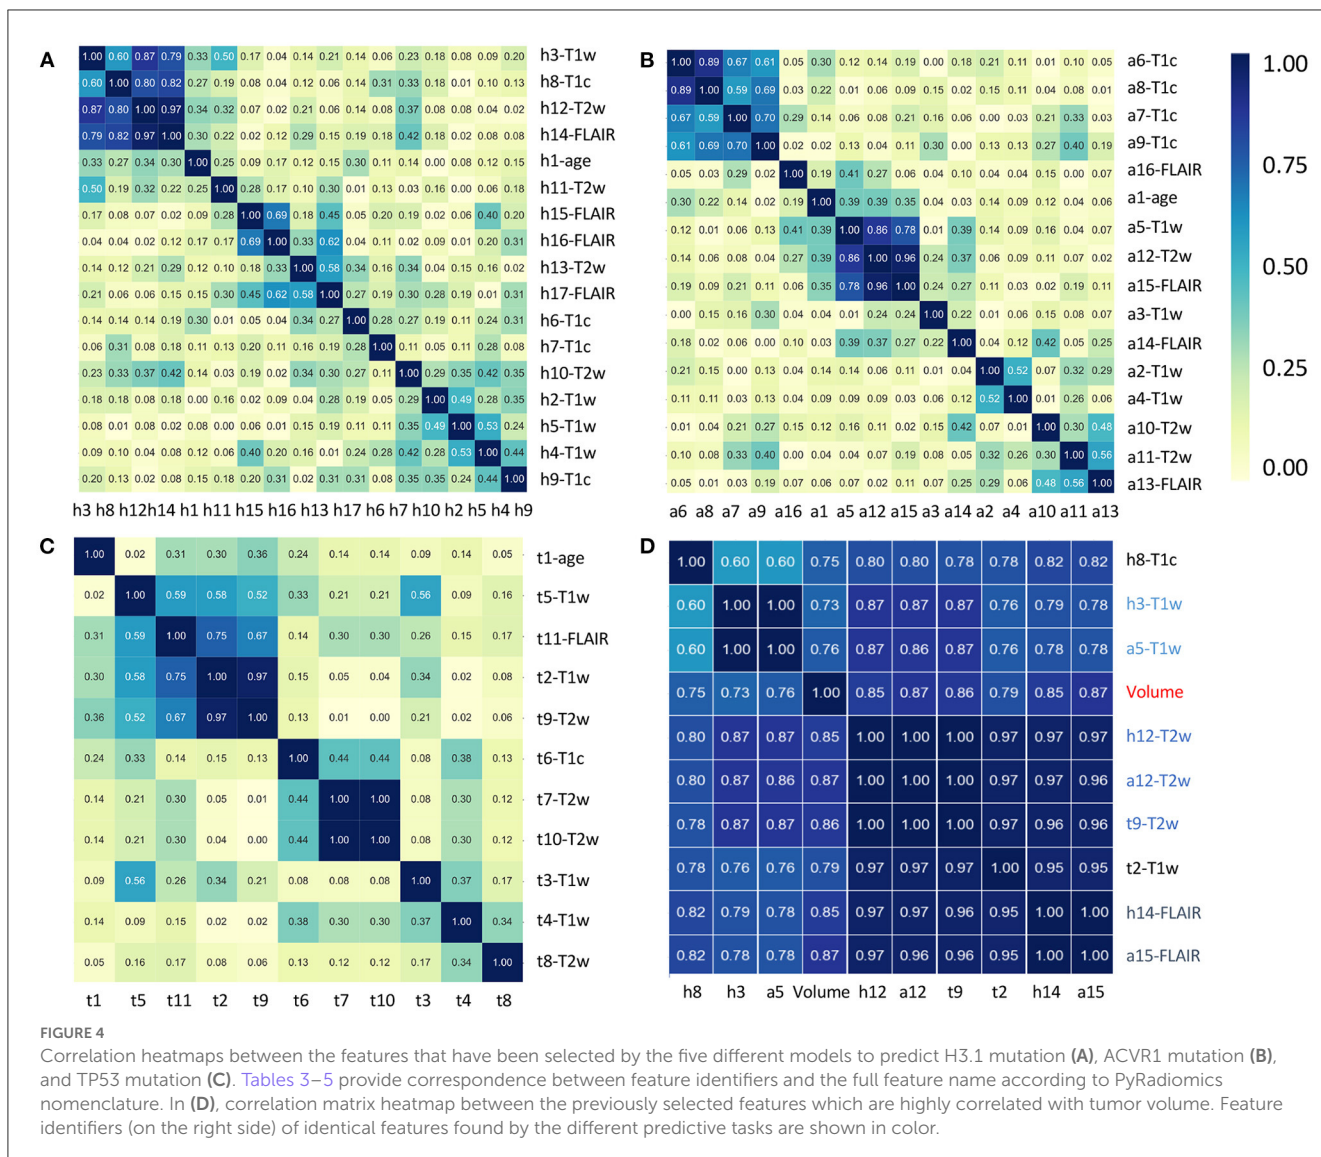 A
1.00 0.60 0.87 0.79 0.33 0.50 0.17 0.04 0.14 0.21 0.14 0.06 0.23 0.18 0.08 0.09 0.20 h3-T1w
0.60 1.00 0.80 0.82 0.27 0.19 0.08 0.04 0.12 0.06 0.14 0.31 0.33 0.18 0.01 0.10 0.13 h8-T1c
0.87 0.80 1.00 0.97 0.34 0.32 0.07 0.02 0.21 0.06 0.14 0.08 0.37 0.08 0.08 0.04 0.02 h12-T2w
0.79 0.82 0.97 1.00 0.30 0.22 0.02 0.12 0.29 0.15 0.19 0.18 0.42 0.18 0.02 0.08 0.08 h14-FLAIR
0.33 0.27 0.34 0.30 1.00 0.25 0.09 0.17 0.12 0.15 0.30 0.11 0.14 0.00 0.08 0.12 0.15 h1-age
0.50 0.19 0.32 0.22 0.25 1.00 0.28 0.17 0.10 0.30 0.01 0.13 0.03 0.16 0.00 0.06 0.18 h11-T2w
0.17 0.08 0.07 0.02 0.09 0.28 1.00 0.69 0.18 0.45 0.05 0.20 0.19 0.02 0.06 0.40 0.20 h15-FLAIR
0.04 0.04 0.02 0.12 0.17 0.17 0.69 1.00 0.33 0.62 0.04 0.11 0.02 0.09 0.01 0.20 0.31 h16-FLAIR
0.14 0.12 0.21 0.29 0.12 0.10 0.18 0.33 1.00 0.58 0.34 0.16 0.34 0.04 0.15 0.16 0.02 h13-T2w
0.21 0.06 0.06 0.15 0.15 0.30 0.45 0.62 0.58 1.00 0.27 0.19 0.30 0.28 0.19 0.01 0.31 h17-FLAIR
0.14 0.14 0.14 0.19 0.30 0.01 0.05 0.04 0.34 0.27 1.00 0.28 0.27 0.19 0.11 0.24 0.31 h6-T1c
0.06 0.31 0.08 0.18 0.11 0.13 0.20 0.11 0.16 0.19 0.28 1.00 0.11 0.05 0.11 0.28 0.08 h7-T1c
0.23 0.33 0.37 0.42 0.14 0.03 0.19 0.02 0.34 0.30 0.27 0.11 1.00 0.29 0.35 0.42 0.35 h10-T2w
0.18 0.18 0.08 0.18 0.00 0.16 0.02 0.09 0.04 0.28 0.19 0.05 0.29 1.00 0.49 0.28 0.35 h2-T1w
0.08 0.01 0.08 0.02 0.08 0.00 0.06 0.01 0.15 0.19 0.11 0.11 0.35 0.49 1.00 0.53 0.24 h5-T1w
0.09 0.10 0.04 0.08 0.12 0.06 0.40 0.20 0.16 0.01 0.24 0.28 0.42 0.28 0.53 1.00 0.44 h4-T1w
0.20 0.13 0.02 0.08 0.15 0.18 0.20 0.31 0.02 0.31 0.31 0.08 0.35 0.35 0.24 0.44 1.00 h9-T1c
h3 h8 h12 h14 h1 h11 h15 h16 h13 h17 h6 h7 h10 h2 h5 h4 h9
B
1.00 0.89 0.67 0.61 0.05 0.30 0.12 0.14 0.19 0.00 0.18 0.21 0.11 0.01 0.10 0.05 a6-T1c
0.89 1.00 0.59 0.69 0.03 0.22 0.01 0.06 0.09 0.15 0.02 0.15 0.11 0.04 0.08 0.01 a8-T1c
0.67 0.59 1.00 0.70 0.29 0.14 0.06 0.08 0.21 0.16 0.06 0.00 0.03 0.21 0.33 0.03 a7-T1c
0.61 0.69 0.70 1.00 0.02 0.02 0.13 0.04 0.11 0.30 0.00 0.13 0.10 0.27 0.40 0.19 a9-T1c
0.05 0.03 0.29 0.02 1.00 0.19 0.41 0.27 0.06 0.04 0.10 0.04 0.04 0.15 0.00 0.07 a16-FLAIR
0.30 0.22 0.14 0.02 0.19 1.00 0.39 0.39 0.35 0.04 0.03 0.14 0.09 0.12 0.04 0.06 a1-age
0.12 0.01 0.06 0.13 0.41 0.39 1.00 0.86 0.78 0.01 0.39 0.14 0.02 0.16 0.04 0.07 a5-T1w
0.14 0.06 0.08 0.04 0.27 0.39 0.86 1.00 0.96 0.24 0.37 0.06 0.09 0.11 0.07 0.06 a12-T2w
0.19 0.09 0.21 0.11 0.06 0.35 0.78 0.96 1.00 0.24 0.27 0.11 0.03 0.02 0.19 0.11 a15-FLAIR
0.00 0.15 0.16 0.30 0.04 0.04 0.01 0.24 0.24 1.00 0.22 0.01 0.06 0.15 0.08 0.07 a3-T1w
0.18 0.02 0.06 0.00 0.10 0.03 0.39 0.37 0.27 0.22 1.00 0.04 0.10 0.42 0.05 0.25 a14-FLAIR
0.21 0.15 0.00 0.13 0.04 0.14 0.14 0.06 0.11 0.01 0.04 1.00 0.52 0.07 0.32 0.29 a2-T1w
0.11 0.11 0.03 0.10 0.04 0.09 0.02 0.09 0.03 0.06 0.10 0.52 1.00 0.01 0.26 0.06 a4-T1w
0.01 0.04 0.21 0.27 0.15 0.12 0.16 0.11 0.02 0.15 0.42 0.07 0.01 1.00 0.30 0.48 a10-T2w
0.10 0.08 0.33 0.40 0.00 0.04 0.04 0.07 0.19 0.08 0.05 0.32 0.26 0.30 1.00 0.56 a11-T2w
0.05 0.01 0.03 0.19 0.07 0.06 0.07 0.06 0.11 0.07 0.25 0.29 0.06 0.48 0.56 1.00 a13-FLAIR
a6 a8 a7 a9 a16 a1 a5 a12 a15 a3 a14 a2 a4 a10 a11 a13
1.00
0.75
0.50
0.25
0.00
C
1.00 0.02 0.31 0.30 0.36 0.24 0.14 0.14 0.09 0.14 0.05 t1-age
0.02 1.00 0.59 0.58 0.52 0.33 0.21 0.21 0.56 0.09 0.16 t5-T1w
0.31 0.59 1.00 0.75 0.67 0.14 0.30 0.30 0.26 0.15 0.17 t11-FLAIR
0.30 0.58 0.75 1.00 0.97 0.15 0.05 0.04 0.34 0.02 0.08 t2-T1w
0.36 0.52 0.67 0.97 1.00 0.13 0.01 0.00 0.21 0.02 0.06 t9-T2w
0.24 0.33 0.14 0.15 0.13 1.00 0.44 0.44 0.08 0.38 0.13 t6-T1c
0.14 0.21 0.30 0.05 0.01 0.44 1.00 1.00 0.08 0.30 0.12 t7-T2w
0.14 0.21 0.30 0.04 0.00 0.44 1.00 1.00 0.08 0.30 0.12 t10-T2w
0.09 0.56 0.26 0.34 0.21 0.08 0.08 0.08 1.00 0.37 0.17 t3-T1w
0.14 0.09 0.15 0.02 0.02 0.38 0.30 0.30 0.37 1.00 0.34 t4-T1w
0.05 0.16 0.17 0.08 0.06 0.13 0.12 0.12 0.17 0.34 1.00 t8-T2w
t1 t5 t11 t2 t9 t6 t7 t10 t3 t4 t8
D
1.00 0.60 0.60 0.75 0.80 0.80 0.78 0.78 0.82 0.82 h8-T1c
0.60 1.00 1.00 0.73 0.87 0.87 0.87 0.76 0.79 0.78 h3-T1w
0.60 1.00 1.00 0.76 0.87 0.86 0.87 0.76 0.78 0.78 a5-T1w
0.75 0.73 0.76 1.00 0.85 0.87 0.86 0.79 0.85 0.87 Volume
0.80 0.87 0.87 0.85 1.00 1.00 1.00 0.97 0.97 0.97 h12-T2w
0.80 0.87 0.86 0.87 1.00 1.00 1.00 0.97 0.97 0.96 a12-T2w
0.78 0.87 0.87 0.86 1.00 1.00 1.00 0.97 0.96 0.96 t9-T2w
0.78 0.76 0.76 0.79 0.97 0.97 0.97 1.00 0.95 0.95 t2-T1w
0.82 0.79 0.78 0.85 0.97 0.97 0.96 0.95 1.00 1.00 h14-FLAIR
0.82 0.78 0.78 0.87 0.97 0.96 0.96 0.95 1.00 1.00 a15-FLAIR
h8 h3 a5 Volume h12 a12 t9 t2 h14 a15
FIGURE 4
Correlation heatmaps between the features that have been selected by the five different models to predict H3.1 mutation (A), ACVR1 mutation (B),
and TP53 mutation (C). Tables 3–5 provide correspondence between feature identifiers and the full feature name according to PyRadiomics
nomenclature. In (D), correlation matrix heatmap between the previously selected features which are highly correlated with tumor volume. Feature
identifiers (on the right side) of identical features found by the different predictive tasks are shown in color.